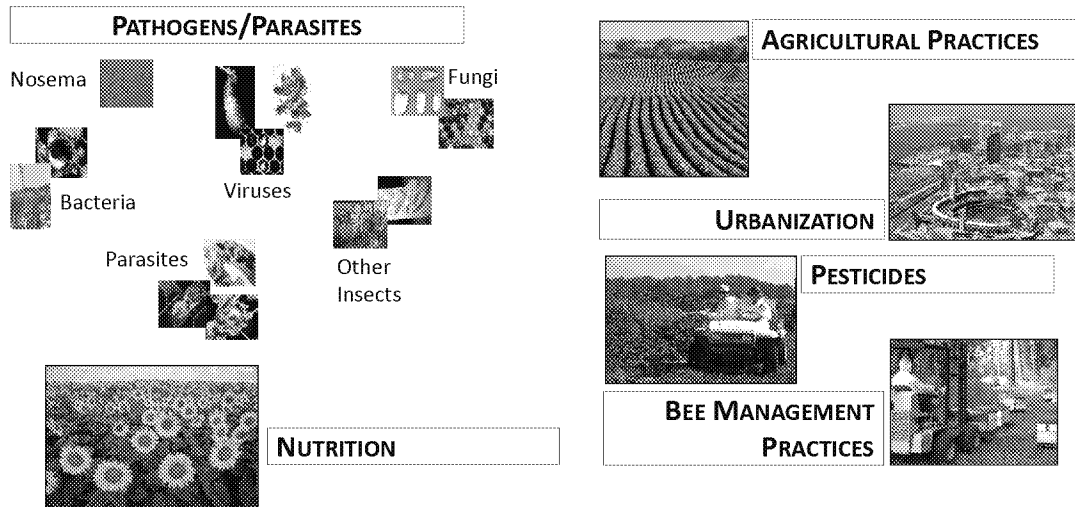 PATHOGENS/PARASITES
Nosema
Fungi
Viruses
Bacteria
Parasites
Other
Insects
NUTRITION
AGRICULTURAL PRACTICES
URBANIZATION
PESTICIDES
BEE MANAGEMENT
PRACTICES